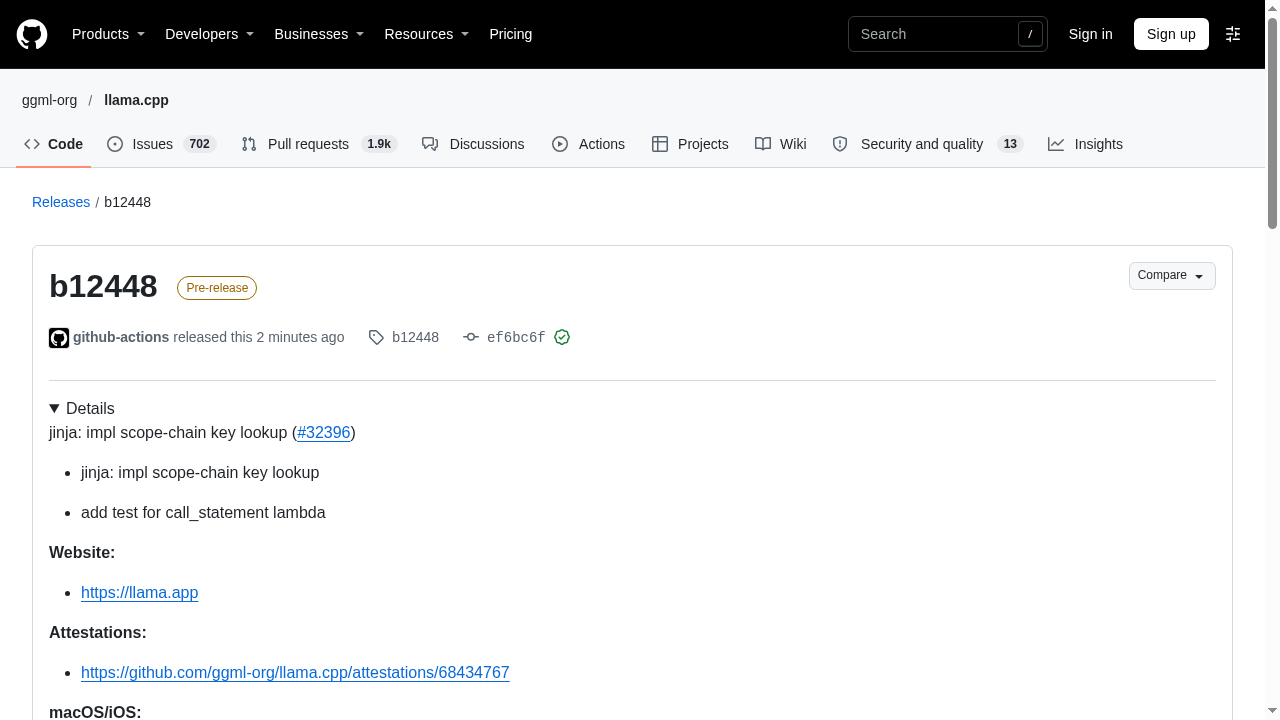 Products Developers Businesses Resources Pricing Search / Sign in Sign up
ggml-org / llama.cpp
Code Issues 702 Pull requests 1.9k Discussions Actions Projects Wiki Security and quality 13 Insights
Releases / b12448
b12448 Pre-release Compare
github-actions released this 2 minutes ago b12448 ef6bc6f
Details
jinja: impl scope-chain key lookup (#32396)
jinja: impl scope-chain key lookup
add test for call_statement lambda
Website:
https://llama.app
Attestations:
https://github.com/ggml-org/llama.cpp/attestations/68434767
macOS/iOS: